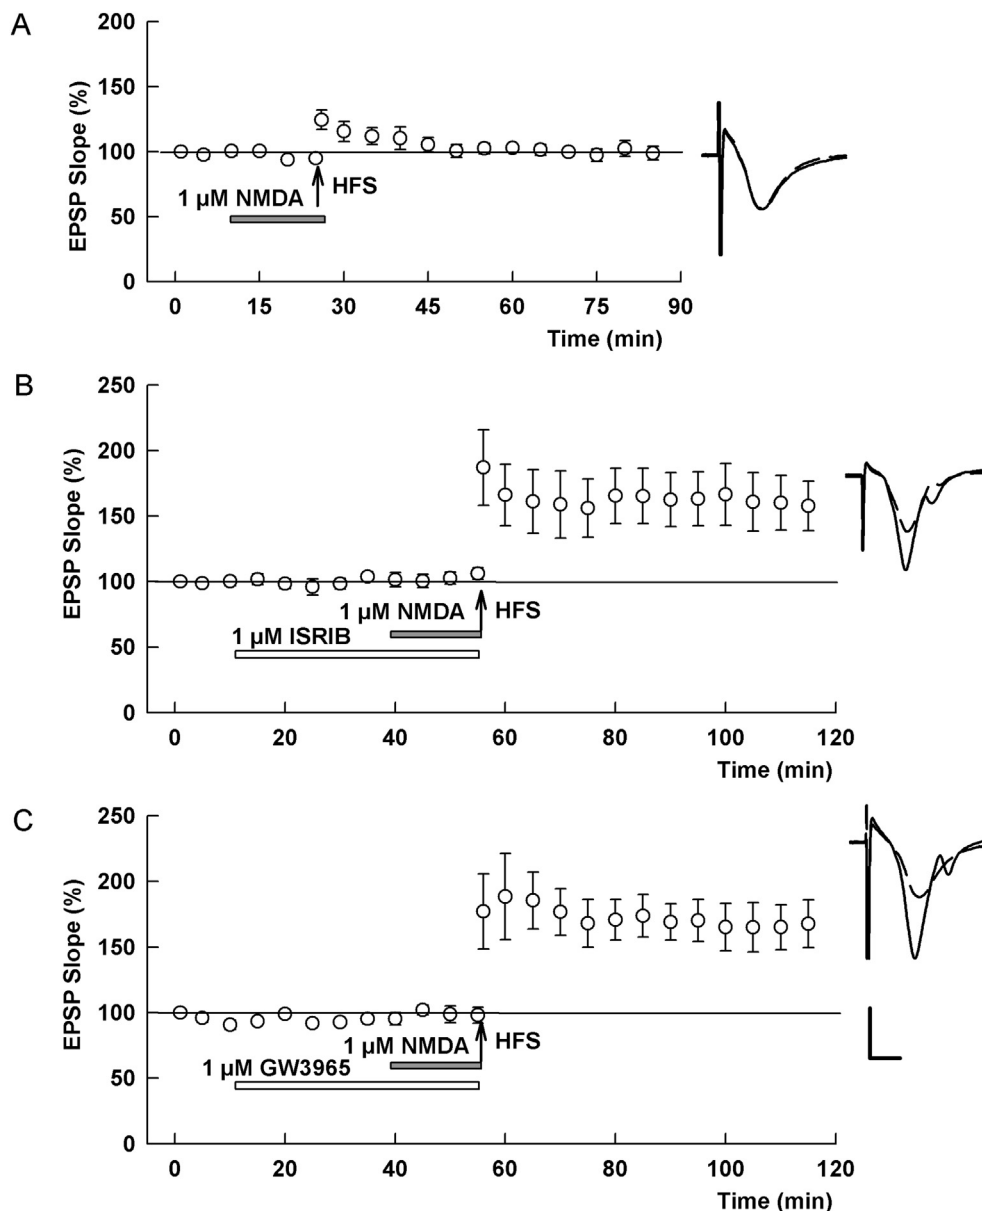 A
EPSP Slope (%)
200
150
100
50
0
HFS
1 µM NMDA
0 15 30 45 60 75 90
Time (min)
B
EPSP Slope (%)
250
200
150
100
50
0
1 µM NMDA HFS
1 µM ISRIB
0 20 40 60 80 100 120
Time (min)
C
EPSP Slope (%)
250
200
150
100
50
0
1 µM NMDA HFS
1 µM GW3965
0 20 40 60 80 100 120
Time (min)